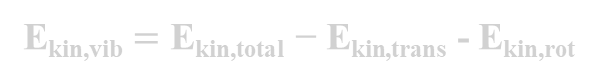 E_kin,vib = E_kin,total – E_kin,trans - E_kin,rot